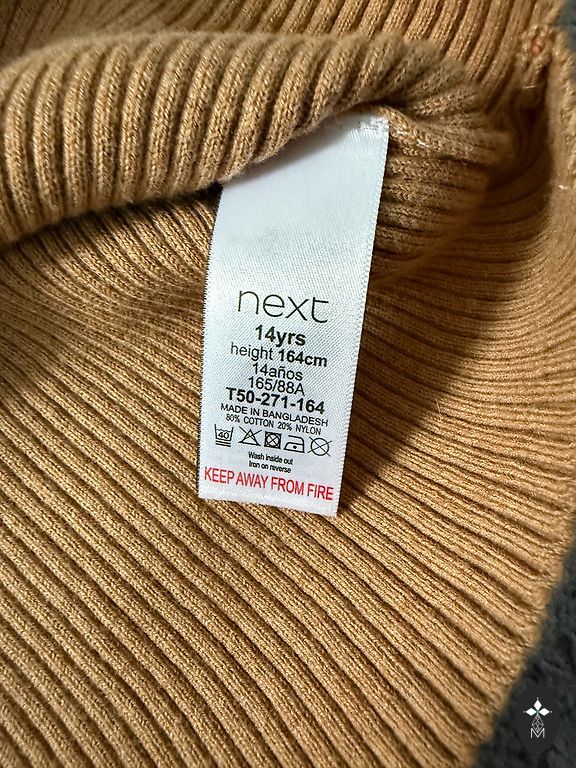 next
14yrs
height 164cm
14años
165/88A
T50-271-164
MADE IN BANGLADESH
80% COTTON 20% NYLON
40
Wash inside out
Iron on reverse
KEEP AWAY FROM FIRE
M